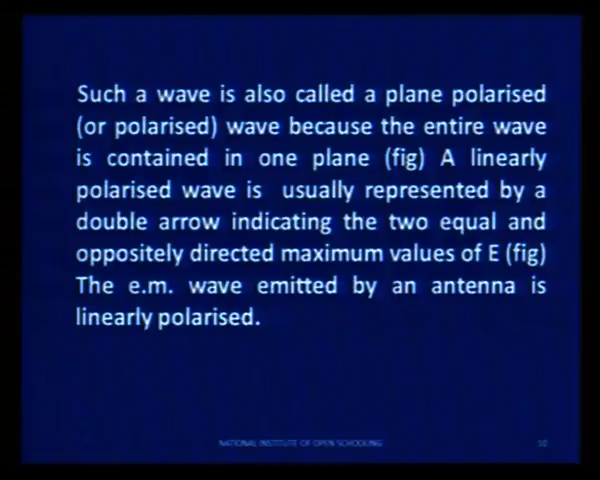 Such a wave is also called a plane polarised
(or polarised) wave because the entire wave
is contained in one plane (fig) A linearly
polarised wave is usually represented by a
double arrow indicating the two equal and
oppositely directed maximum values of E (fig)
The e.m. wave emitted by an antenna is
linearly polarised.
NATIONAL INSTITUTE OF OPEN SCHOOLING